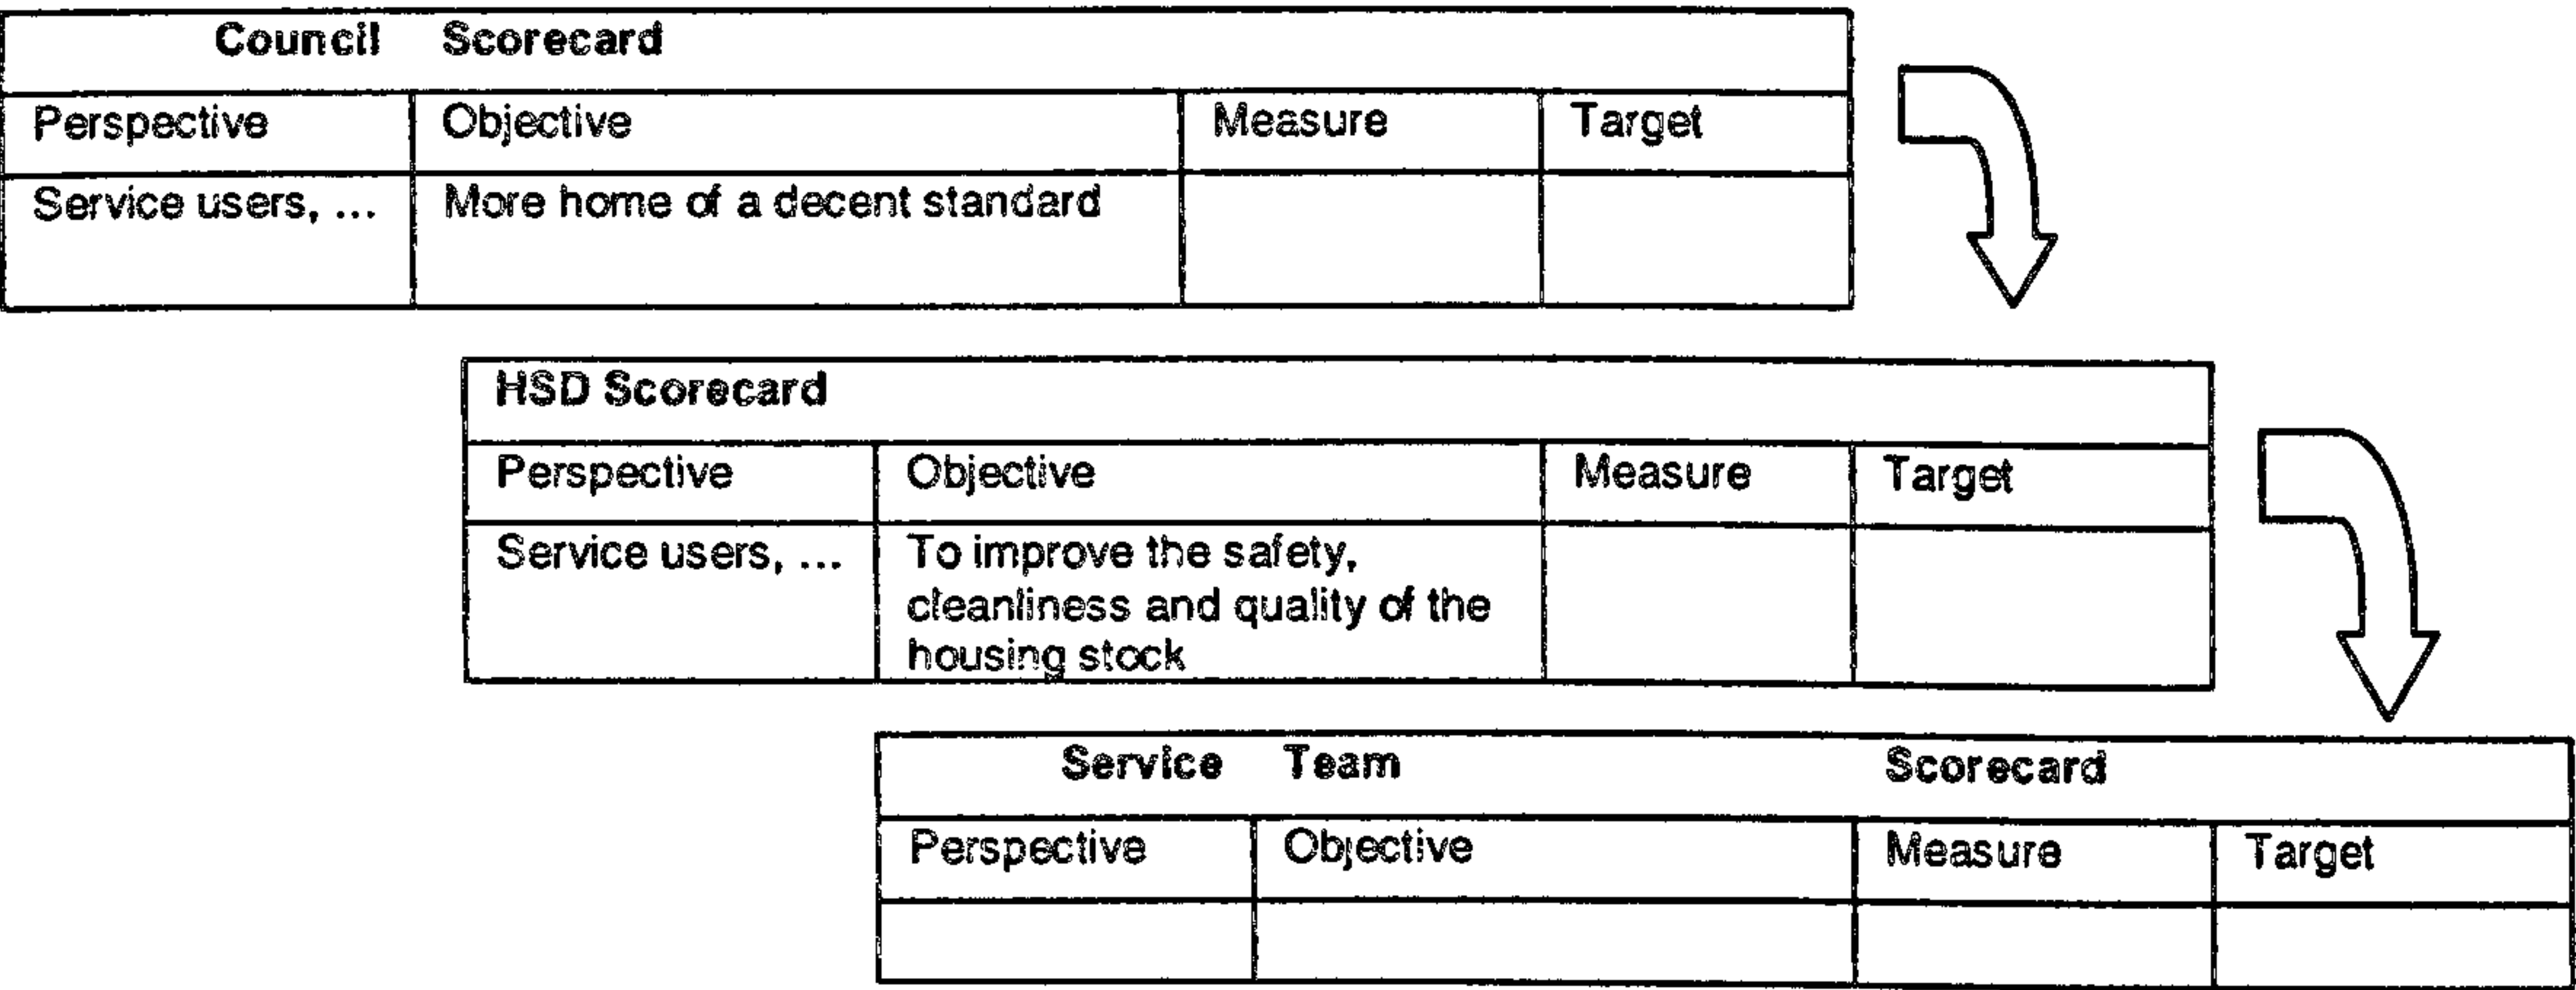 Council Scorecard
Perspective Objective Measure Target
Service users, ... More home of a decent standard
HSD Scorecard
Perspective Objective Measure Target
Service users, ... To improve the safety,
cleanliness and quality of the
housing stock
Service Team Scorecard
Perspective Objective Measure Target